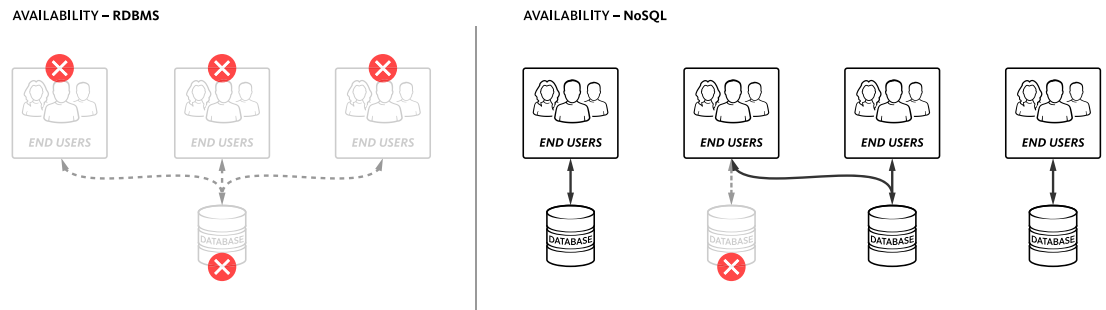 AVAILABILITY – RDBMS
END USERS
END USERS
END USERS
DATABASE
AVAILABILITY – NoSQL
END USERS
END USERS
END USERS
END USERS
DATABASE
DATABASE
DATABASE
DATABASE